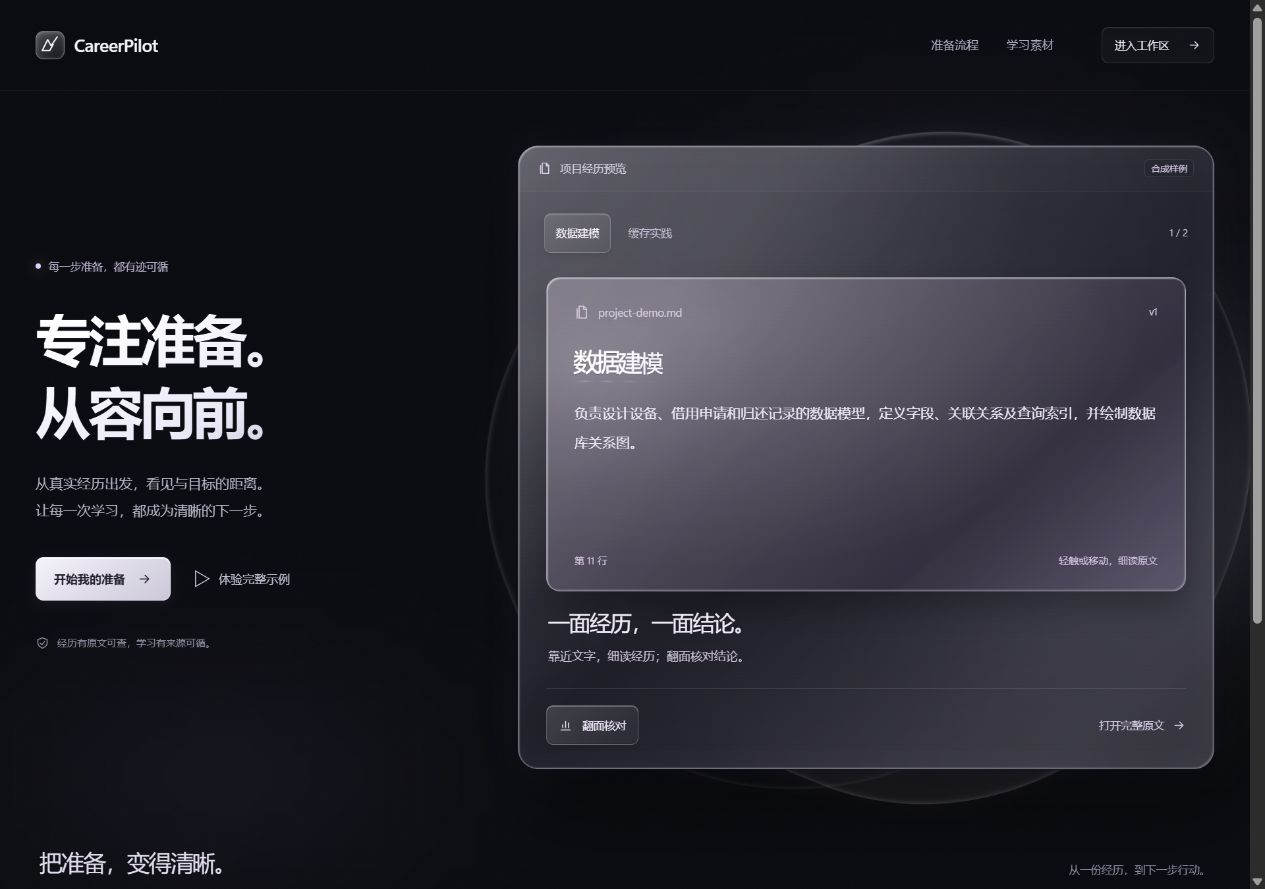 CareerPilot
准备流程
学习素材
进入工作区
每一步准备，都有迹可循
专注准备。
从容向前。
从真实经历出发，看见与目标的距离。
让每一次学习，都成为清晰的下一步。
开始我的准备
体验完整示例
经历有原文可查，学习有来源可循。
项目经历预览
合成样例
数据建模
缓存实践
1 / 2
project-demo.md
v1
数据建模
负责设计设备、借用申请和归还记录的数据模型，定义字段、关联关系及查询索引，并绘制数据
库关系图。
第 11 行
轻触或移动，细读原文
一面经历，一面结论。
靠近文字，细读经历；翻面核对结论。
翻面核对
打开完整原文
把准备，变得清晰。
从一份经历，到下一步行动。